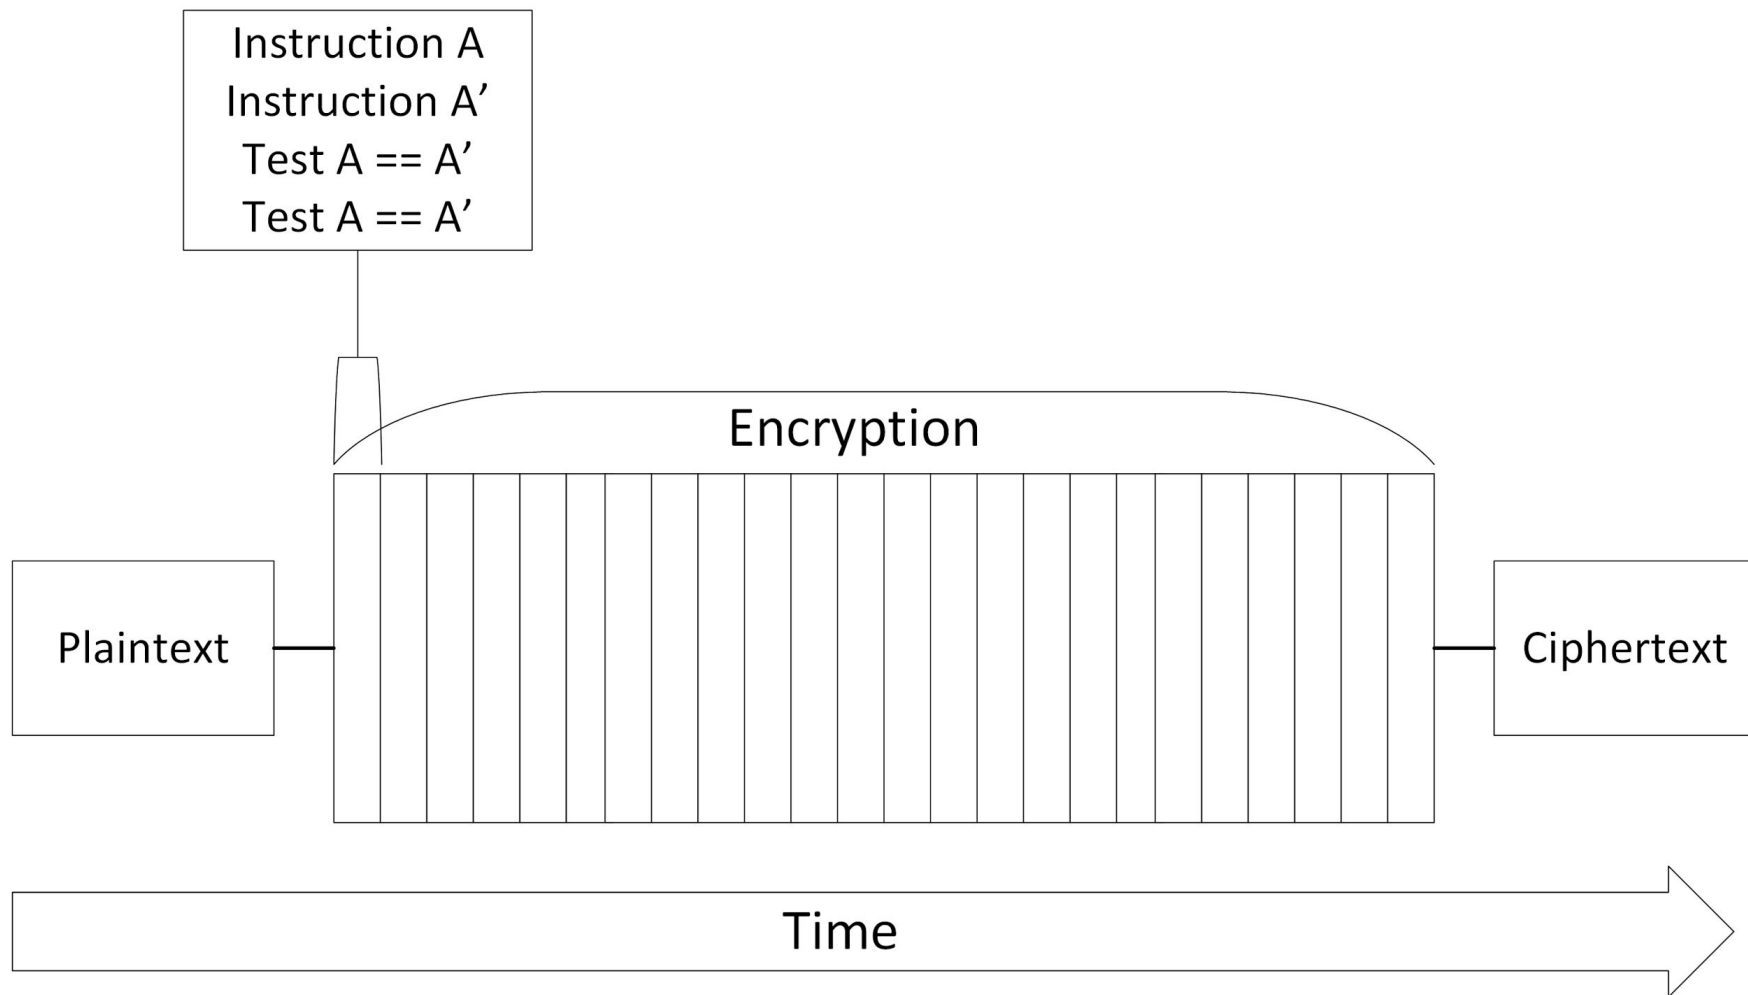 Instruction A
Instruction A’
Test A == A’
Test A == A’
Encryption
Plaintext
Ciphertext
Time